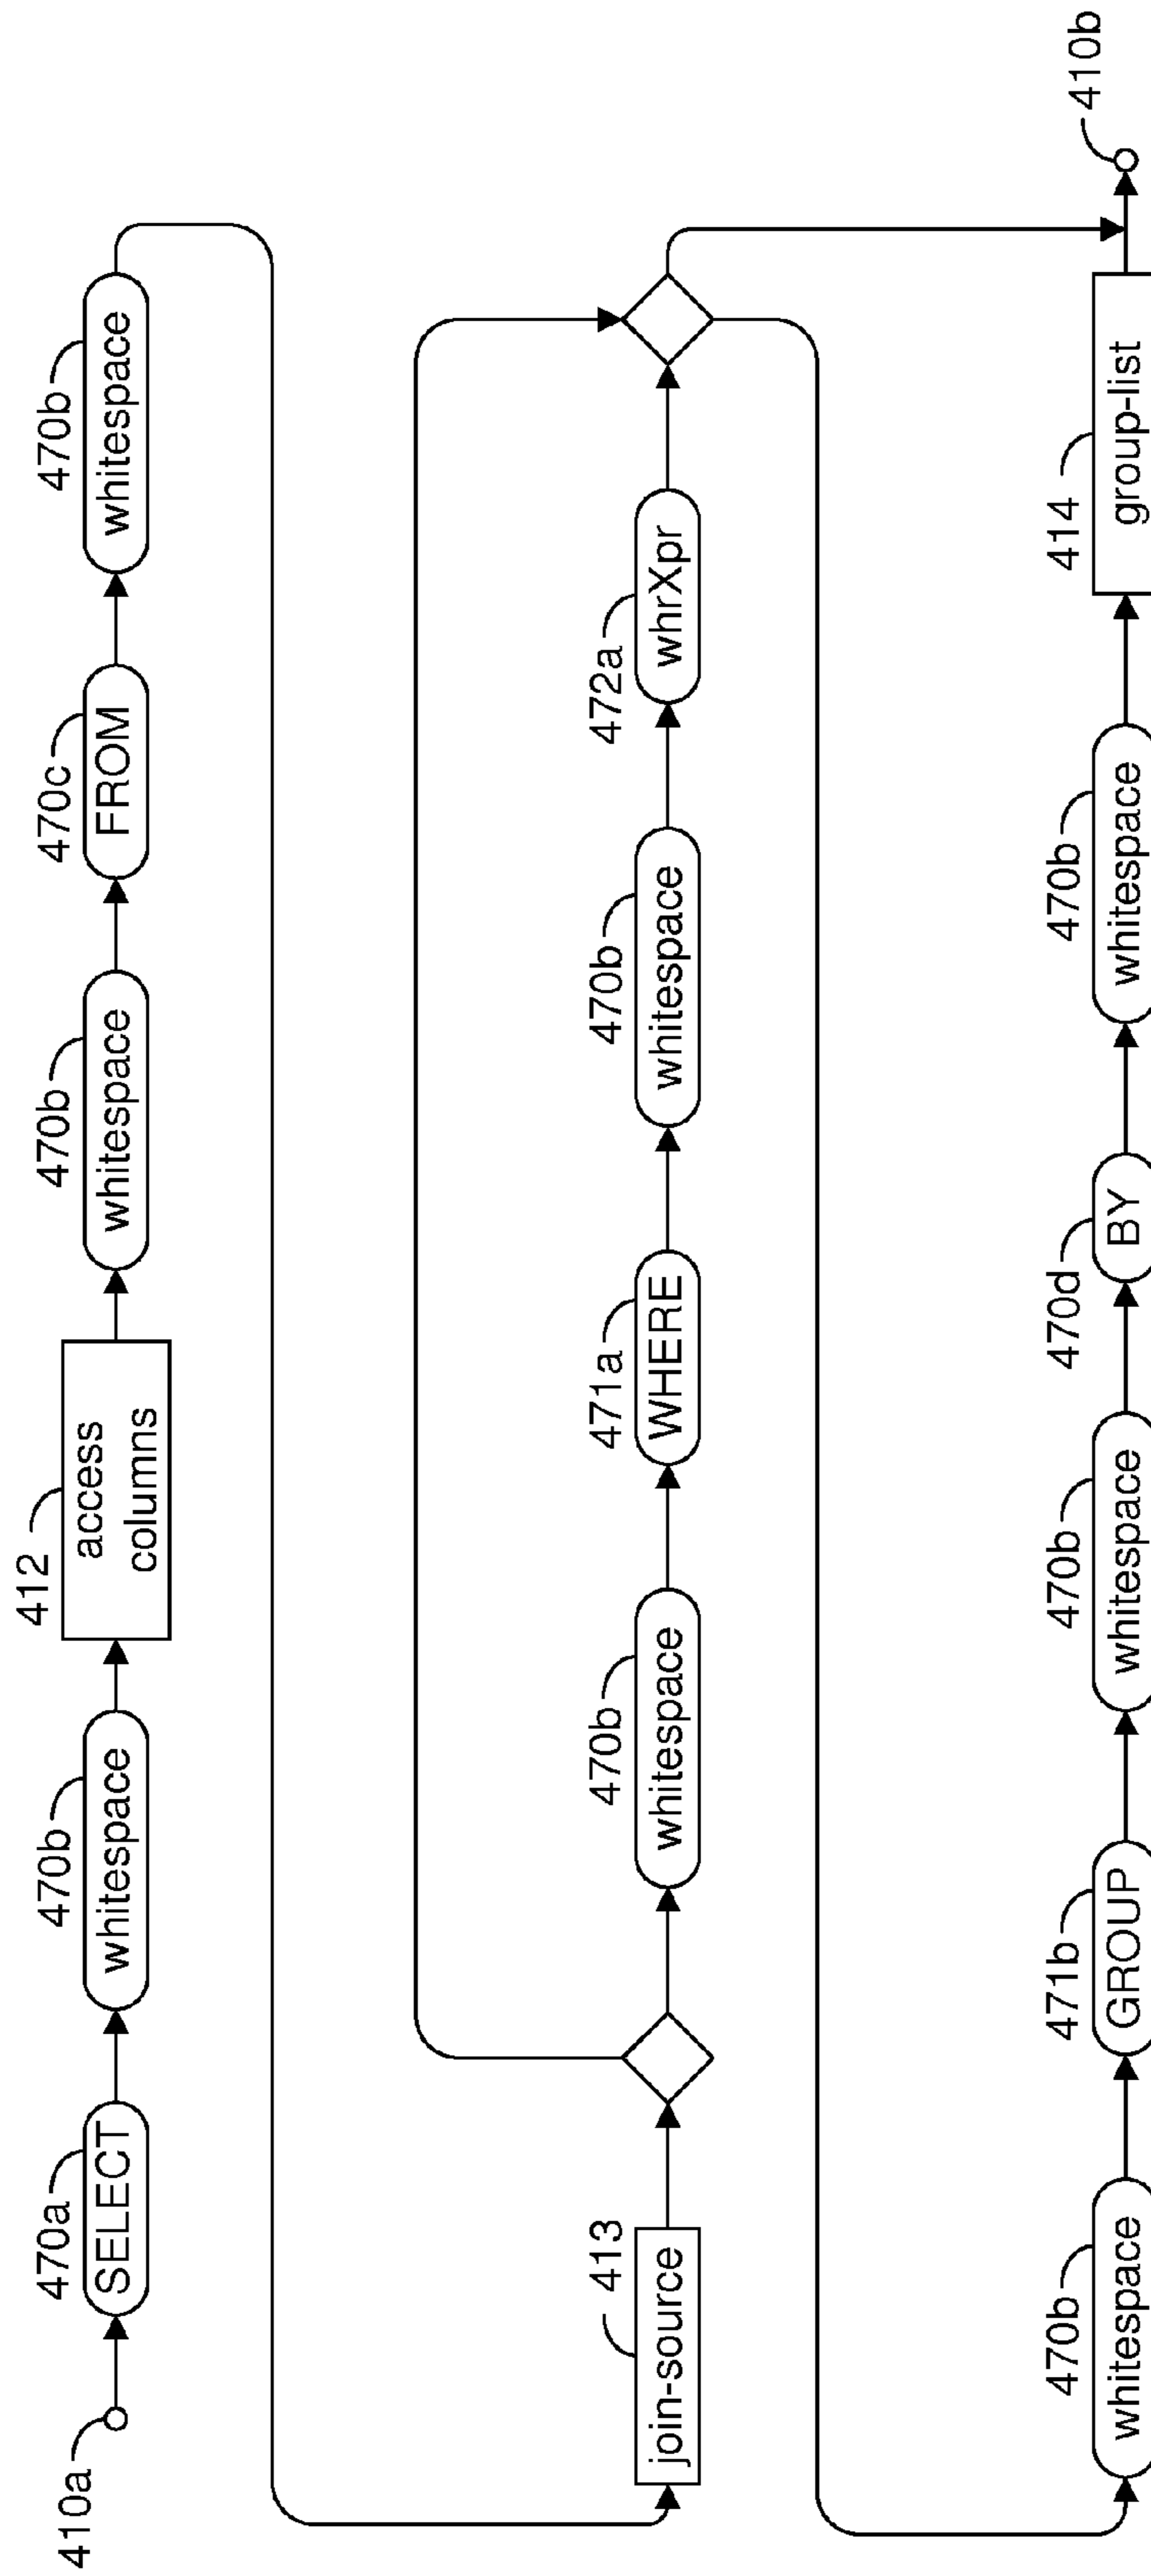 410a
470a
SELECT
470b
whitespace
412
access
columns
470b
whitespace
470c
FROM
470b
whitespace
413
join-source
470b
whitespace
471a
WHERE
470b
whitespace
472a
whrXpr
470b
whitespace
471b
GROUP
470b
whitespace
470d
BY
470b
whitespace
414
group-list
410b